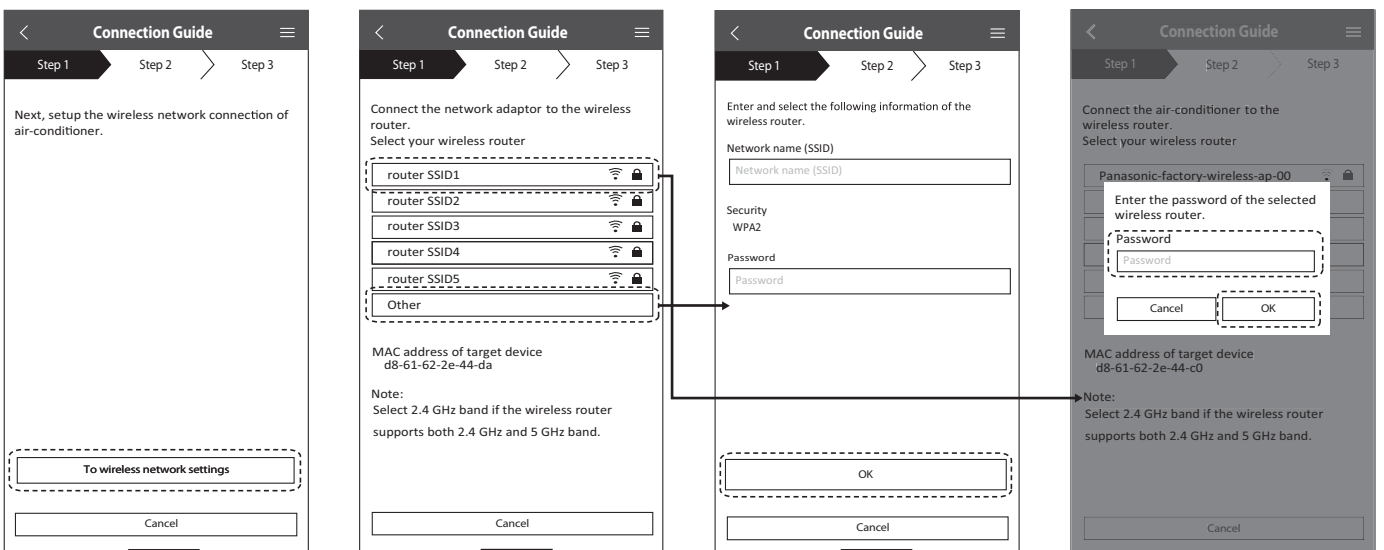 Connection Guide
Step 1
Step 2
Step 3
Next, setup the wireless network connection of
air-conditioner.
To wireless network settings
Cancel
Connection Guide
Step 1
Step 2
Step 3
Connect the network adaptor to the wireless
router.
Select your wireless router
router SSID1
router SSID2
router SSID3
router SSID4
router SSID5
Other
MAC address of target device
d8-61-62-2e-44-da
Note:
Select 2.4 GHz band if the wireless router
supports both 2.4 GHz and 5 GHz band.
Cancel
Connection Guide
Step 1
Step 2
Step 3
Enter and select the following information of the
wireless router.
Network name (SSID)
Network name (SSID)
Security
WPA2
Password
Password
OK
Cancel
Connection Guide
Step 1
Step 2
Step 3
Connect the air-conditioner to the
wireless router.
Select your wireless router
Panasonic-factory-wireless-ap-00
Enter the password of the selected
wireless router.
Password
Password
Cancel
OK
MAC address of target device
d8-61-62-2e-44-c0
Note:
Select 2.4 GHz band if the wireless router
supports both 2.4 GHz and 5 GHz band.
Cancel